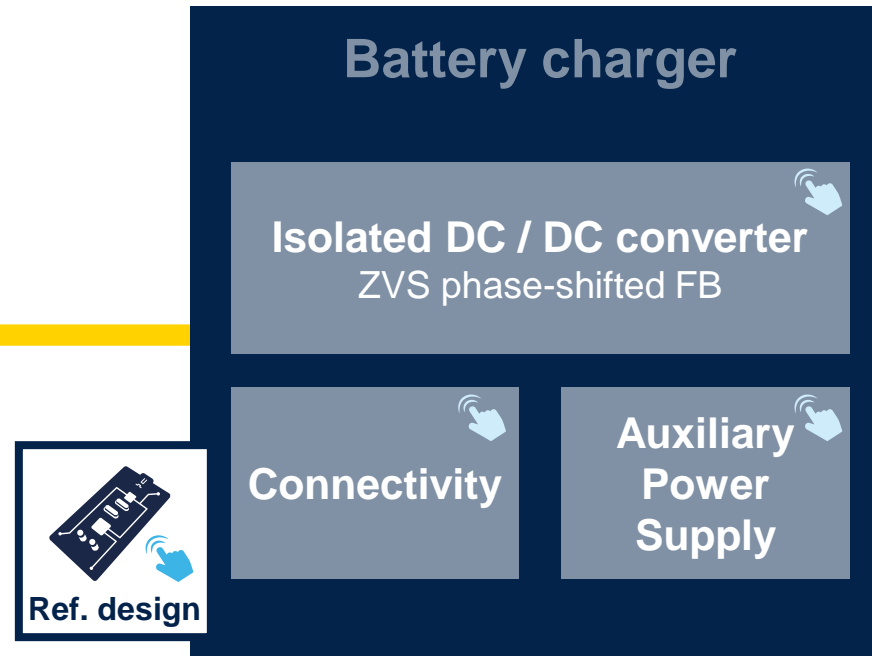 Battery charger
Isolated DC / DC converter
ZVS phase-shifted FB
Connectivity
Auxiliary
Power
Supply
Ref. design